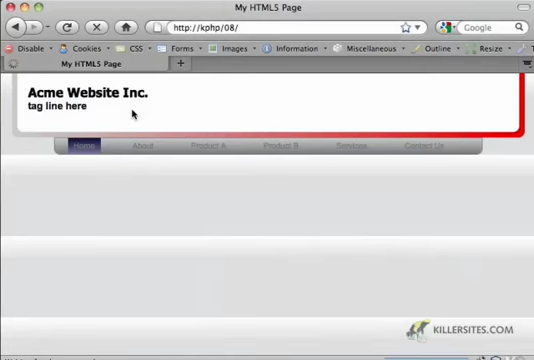 My HTML5 Page
http://kphp/08/
Google
Disable Cookies CSS Forms Images Information Miscellaneous Outline Resize
My HTML5 Page
Acme Website Inc.
tag line here
Home About Product A Product B Services Contact Us
KILLERSITES.COM